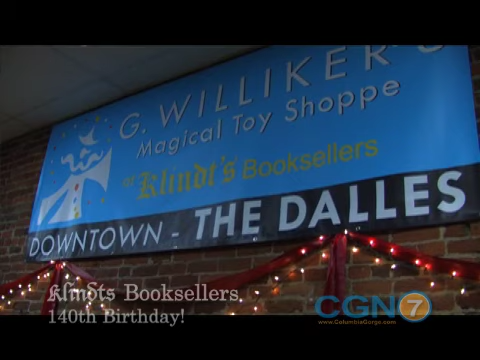 G. WILLIKER'S
Magical Toy Shoppe
at Klindt's Booksellers
DOWNTOWN - THE DALLES
Klindts Booksellers
140th Birthday!
CGN7
www.ColumbiaGorge.com